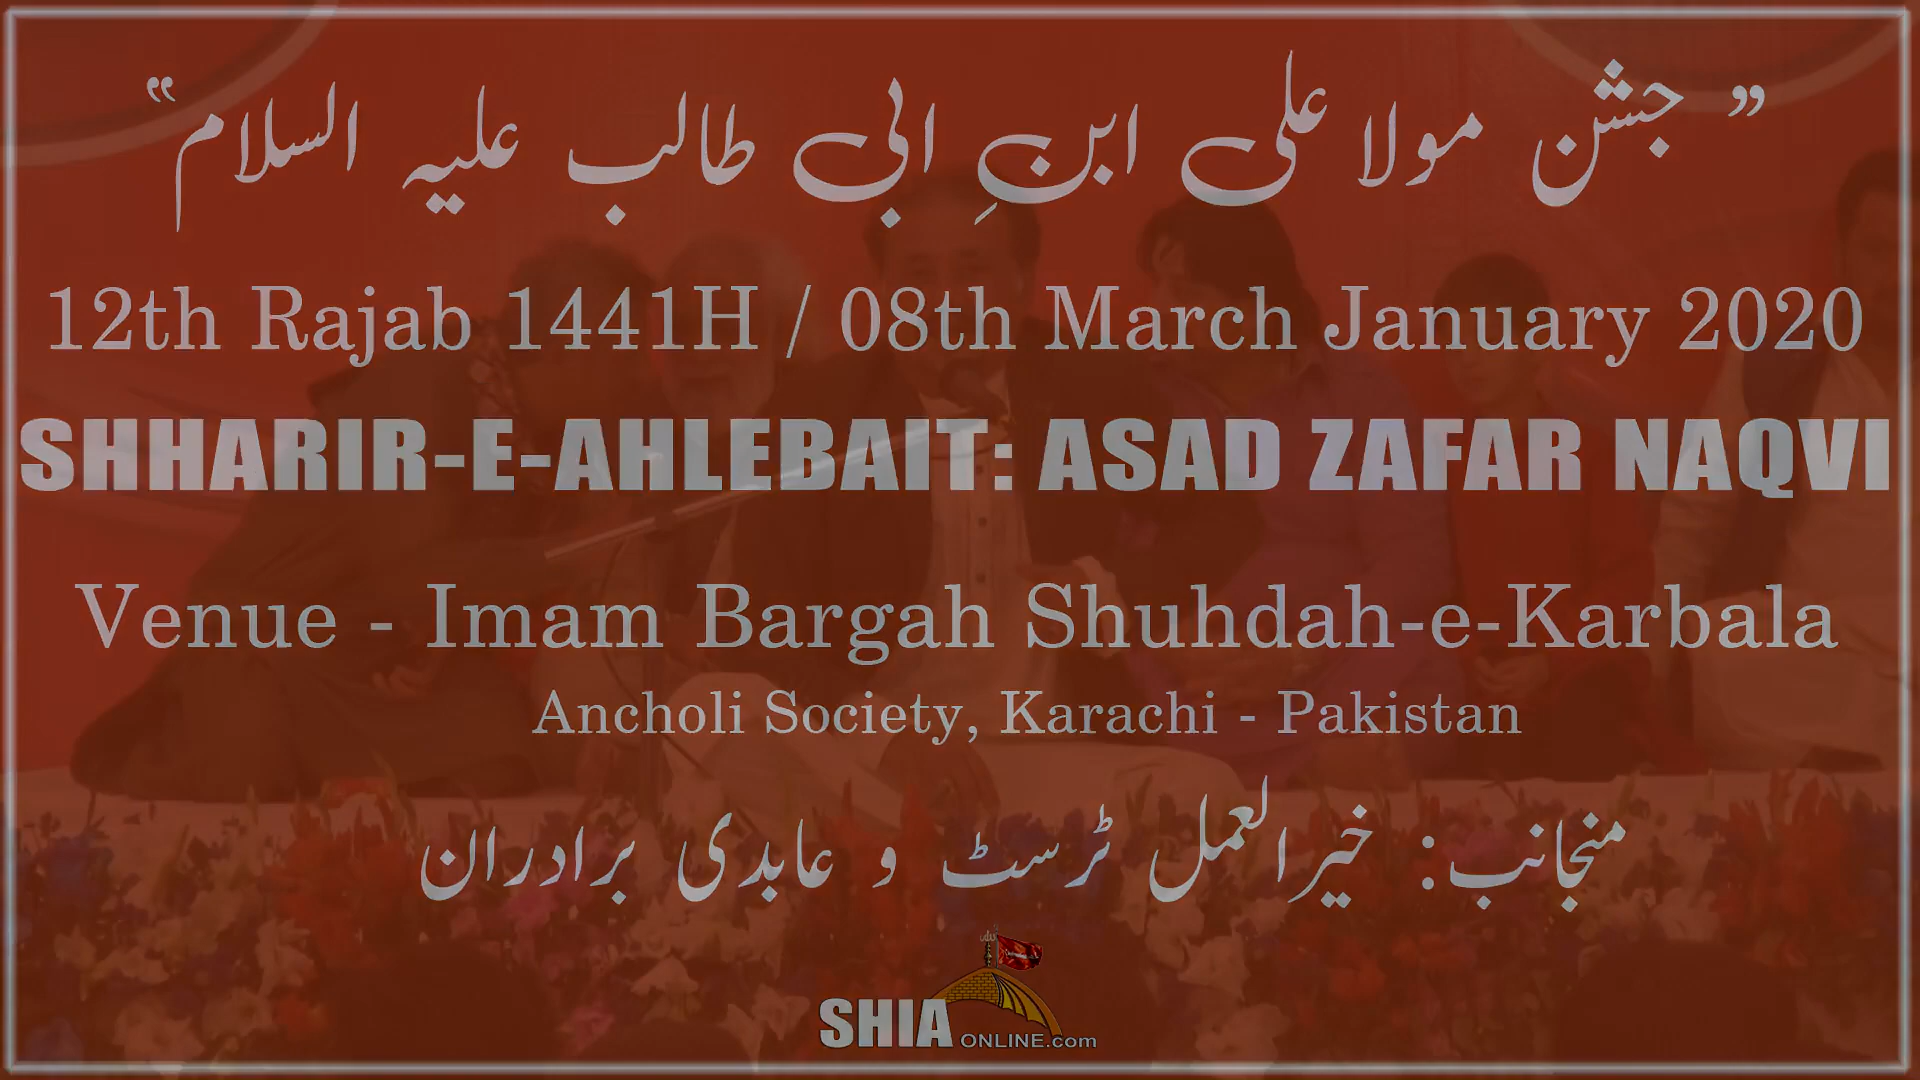 ” جشن مولا علی ابنِ ابی طالب علیہ السلام “
12th Rajab 1441H / 08th March January 2020
SHHARIR-E-AHLEBAIT: ASAD ZAFAR NAQVI
Venue - Imam Bargah Shuhdah-e-Karbala
Ancholi Society, Karachi - Pakistan
منجانب: خیرالعمل ٹرسٹ و عابدی برادران
SHIA ONLINE.com